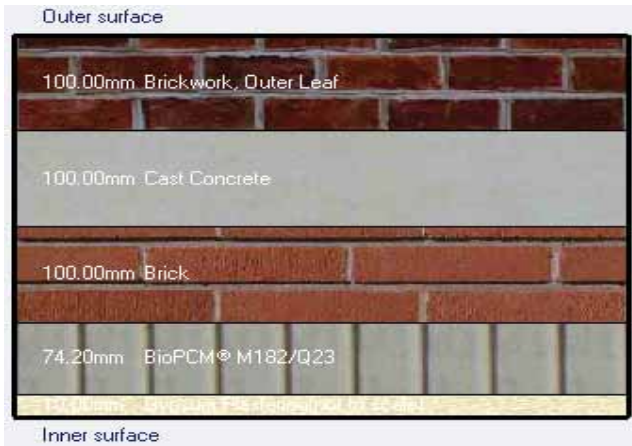 Outer surface
100.00mm Brickwork, Outer Leaf
100.00mm Cast Concrete
100.00mm Brick
74.20mm BioPCM® M182/Q23
Inner surface